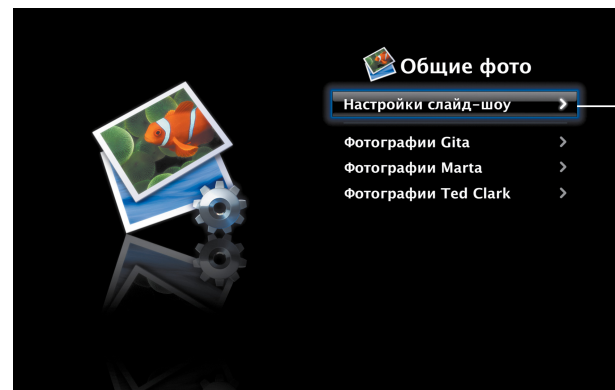 Общие фото
Настройки слайд-шоу
Фотографии Gita
Фотографии Marta
Фотографии Ted Clark